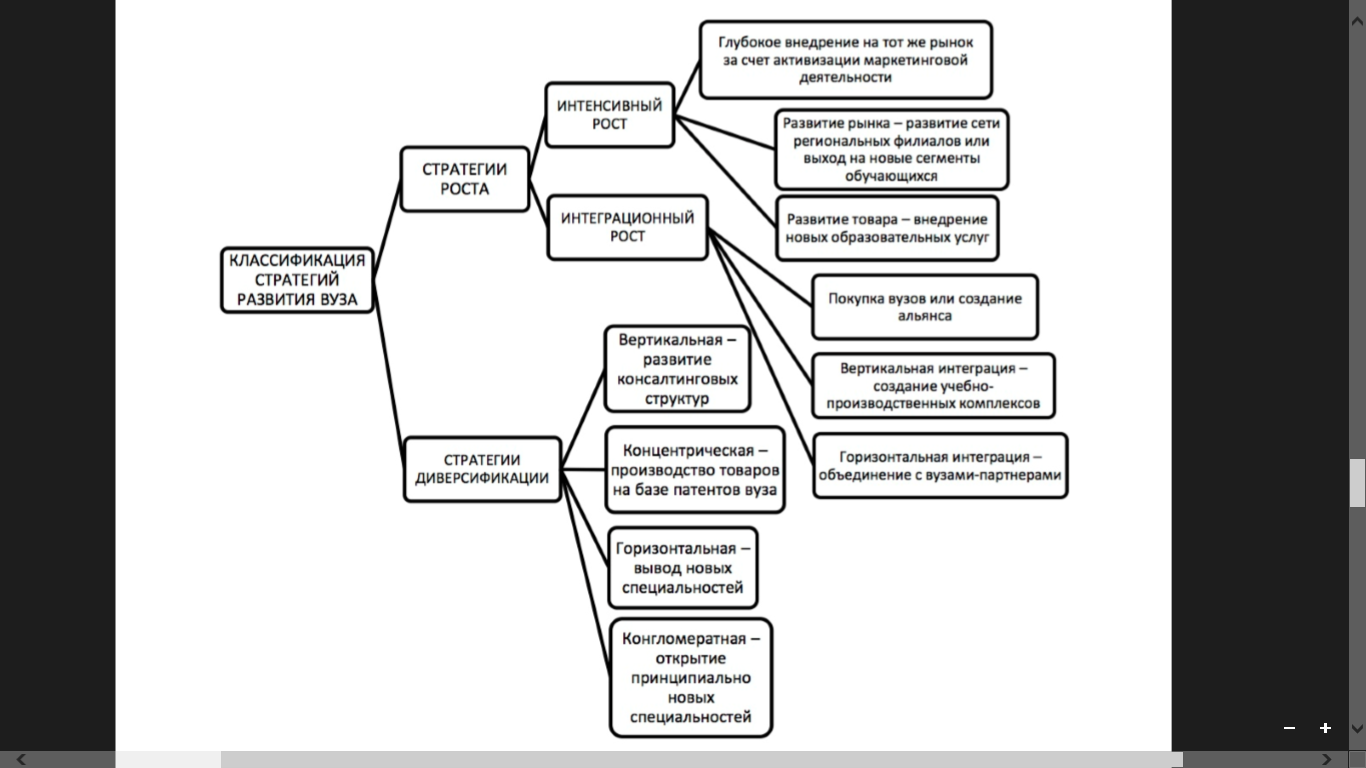 КЛАССИФИКАЦИЯ
СТРАТЕГИЙ
РАЗВИТИЯ ВУЗА
СТРАТЕГИИ
РОСТА
ИНТЕНСИВНЫЙ
РОСТ
Глубокое внедрение на тот же рынок
за счет активизации маркетинговой
деятельности
Развитие рынка – развитие сети
региональных филиалов или
выход на новые сегменты
обучающихся
Развитие товара – внедрение
новых образовательных услуг
ИНТЕГРАЦИОННЫЙ
РОСТ
Покупка вузов или создание
альянса
Вертикальная интеграция –
создание учебно-
производственных комплексов
Горизонтальная интеграция –
объединение с вузами-партнерами
СТРАТЕГИИ
ДИВЕРСИФИКАЦИИ
Вертикальная –
развитие
консалтинговых
структур
Концентрическая –
производство товаров
на базе патентов вуза
Горизонтальная –
вывод новых
специальностей
Конгломератная –
открытие
принципиально
новых
специальностей